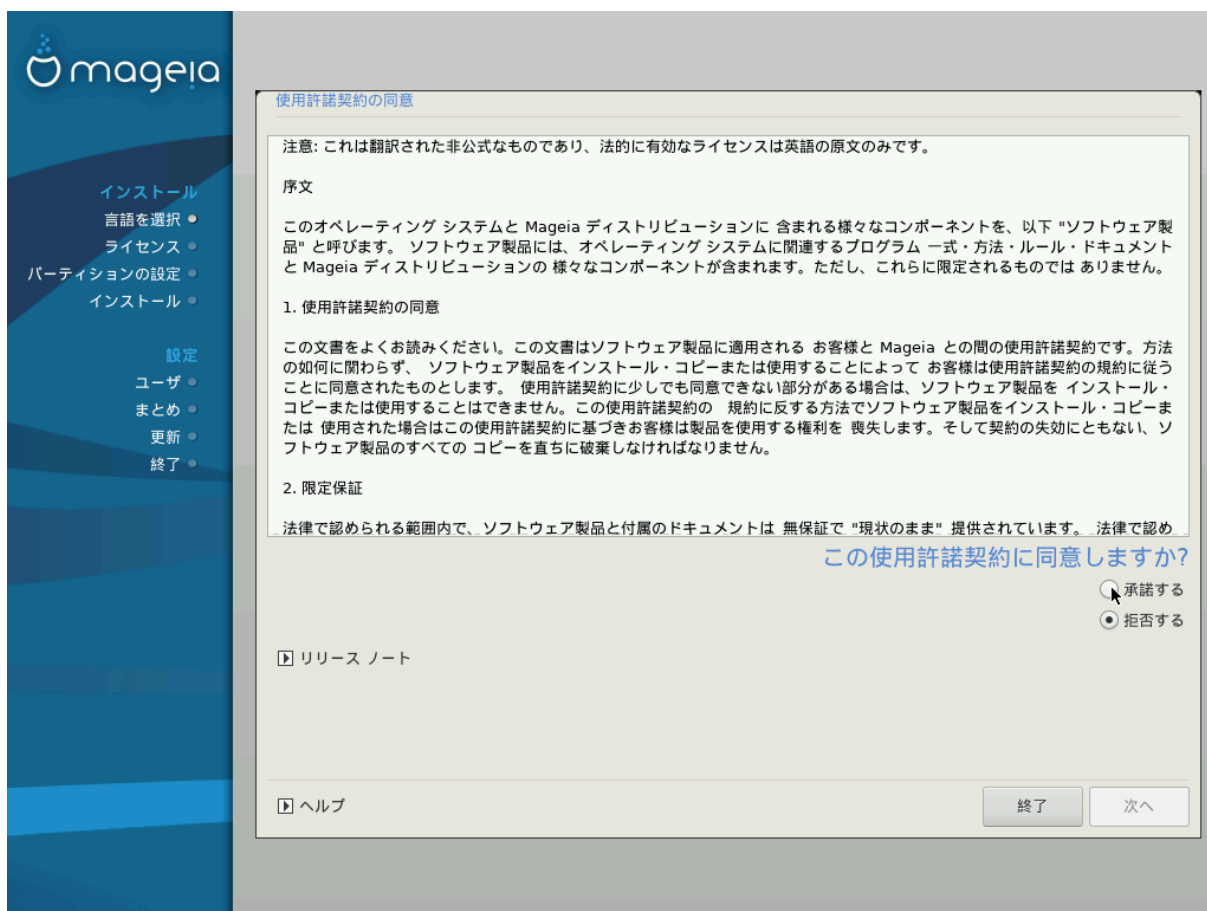 mageia
インストール
言語を選択
ライセンス
パーティションの設定
インストール
設定
ユーザ
まとめ
更新
終了
使用許諾契約の同意
注意: これは翻訳された非公式なものであり、法的に有効なライセンスは英語の原文のみです。
序文
このオペレーティング システムと Mageia ディストリビューションに 含まれる様々なコンポーネントを、以下 "ソフトウェア製
品" と呼びます。 ソフトウェア製品には、オペレーティング システムに関連するプログラム 一式・方法・ルール・ドキュメント
と Mageia ディストリビューションの 様々なコンポーネントが含まれます。ただし、これらに限定されるものでは ありません。
1. 使用許諾契約の同意
この文書をよくお読みください。この文書はソフトウェア製品に適用される お客様と Mageia との間の使用許諾契約です。方法
の如何に関わらず、 ソフトウェア製品をインストール・コピーまたは使用することによって お客様は使用許諾契約の規約に従う
ことに同意されたものとします。 使用許諾契約に少しでも同意できない部分がある場合は、ソフトウェア製品を インストール・
コピーまたは使用することはできません。この使用許諾契約の 規約に反する方法でソフトウェア製品をインストール・コピーま
たは 使用された場合はこの使用許諾契約に基づきお客様は製品を使用する権利を 喪失します。そして契約の失効にともない、ソ
フトウェア製品のすべての コピーを直ちに破棄しなければなりません。
2. 限定保証
法律で認められる範囲内で、ソフトウェア製品と付属のドキュメントは 無保証で "現状のまま" 提供されています。 法律で認め
この使用許諾契約に同意しますか?
承諾する
拒否する
リリース ノート
ヘルプ
終了
次へ